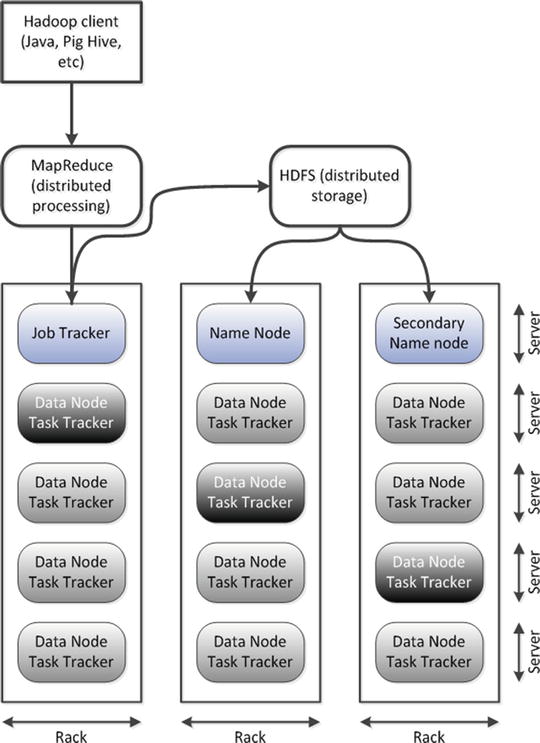 Hadoop client
(Java, Pig Hive,
etc)
MapReduce
(distributed
processing)
HDFS (distributed
storage)
Job Tracker
Name Node
Secondary
Name node
Server
Data Node
Task Tracker
Data Node
Task Tracker
Data Node
Task Tracker
Server
Data Node
Task Tracker
Data Node
Task Tracker
Data Node
Task Tracker
Server
Data Node
Task Tracker
Data Node
Task Tracker
Data Node
Task Tracker
Server
Data Node
Task Tracker
Data Node
Task Tracker
Data Node
Task Tracker
Server
Rack
Rack
Rack